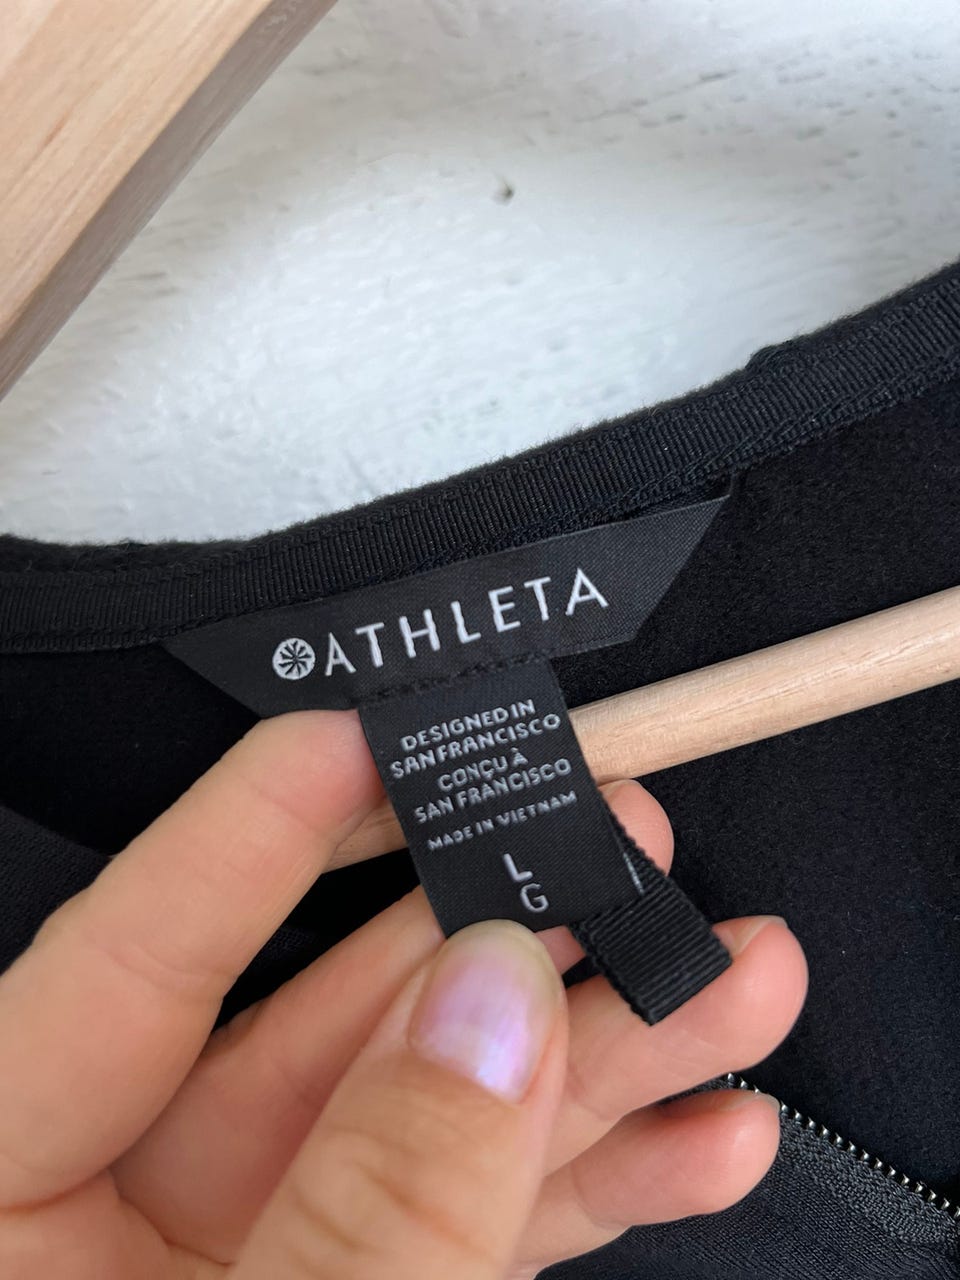 ATHLETA
DESIGNED IN
SAN FRANCISCO
CONÇU À
SAN FRANCISCO
MADE IN VIETNAM
L
G